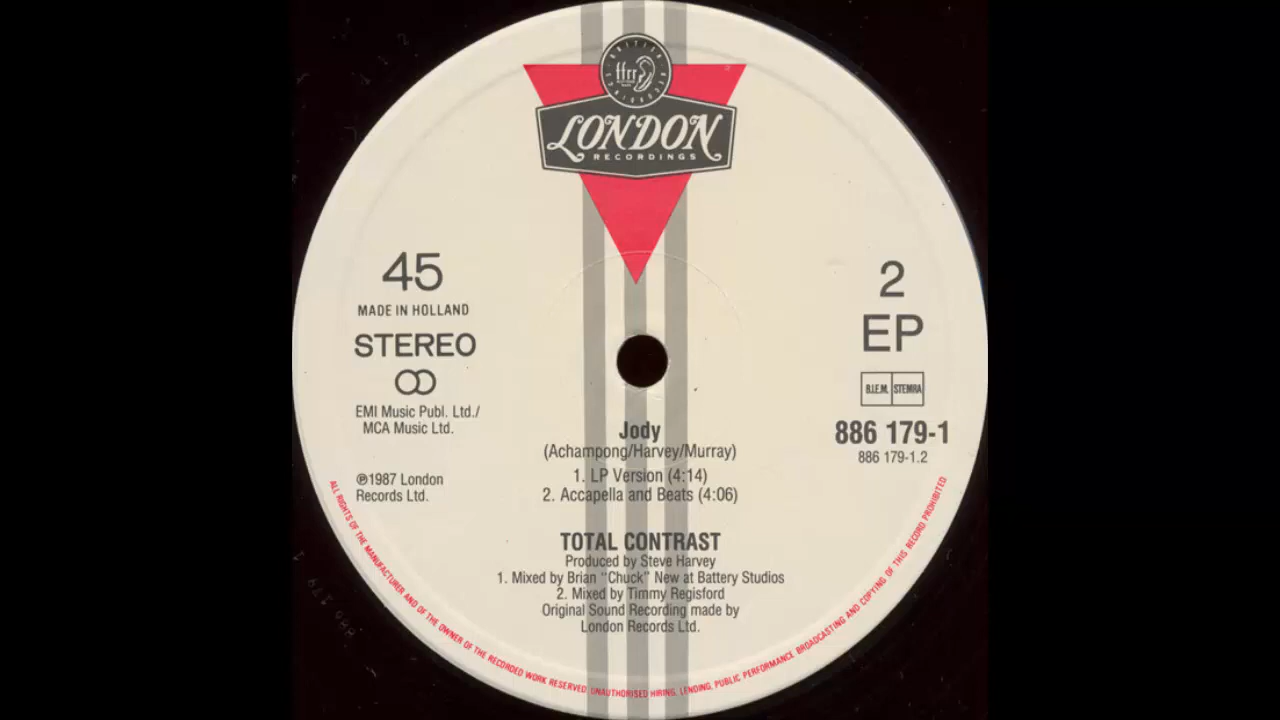 ffrr
LONDON
RECORDINGS
45
MADE IN HOLLAND
STEREO
EMI Music Publ. Ltd./
MCA Music Ltd.
℗1987 London
Records Ltd.
2
EP
B.I.E.M. STEMRA
886 179-1
886 179-1.2
Jody
(Achampong/Harvey/Murray)
1. LP Version (4:14)
2. Accapella and Beats (4:06)
TOTAL CONTRAST
Produced by Steve Harvey
1. Mixed by Brian “Chuck” New at Battery Studios
2. Mixed by Timmy Regisford
Original Sound Recording made by
London Records Ltd.
ALL RIGHTS OF THE MANUFACTURER AND OF THE OWNER OF THE RECORDED WORK RESERVED. UNAUTHORISED HIRING, LENDING, PUBLIC PERFORMANCE BROADCASTING AND COPYING OF THIS RECORD PROHIBITED